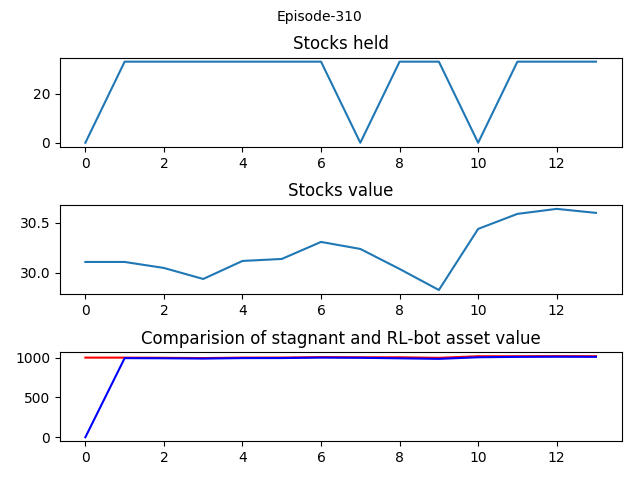 Episode-310
Stocks held
20
0
0 2 4 6 8 10 12
Stocks value
30.5
30.0
0 2 4 6 8 10 12
Comparision of stagnant and RL-bot asset value
1000
500
0
0 2 4 6 8 10 12